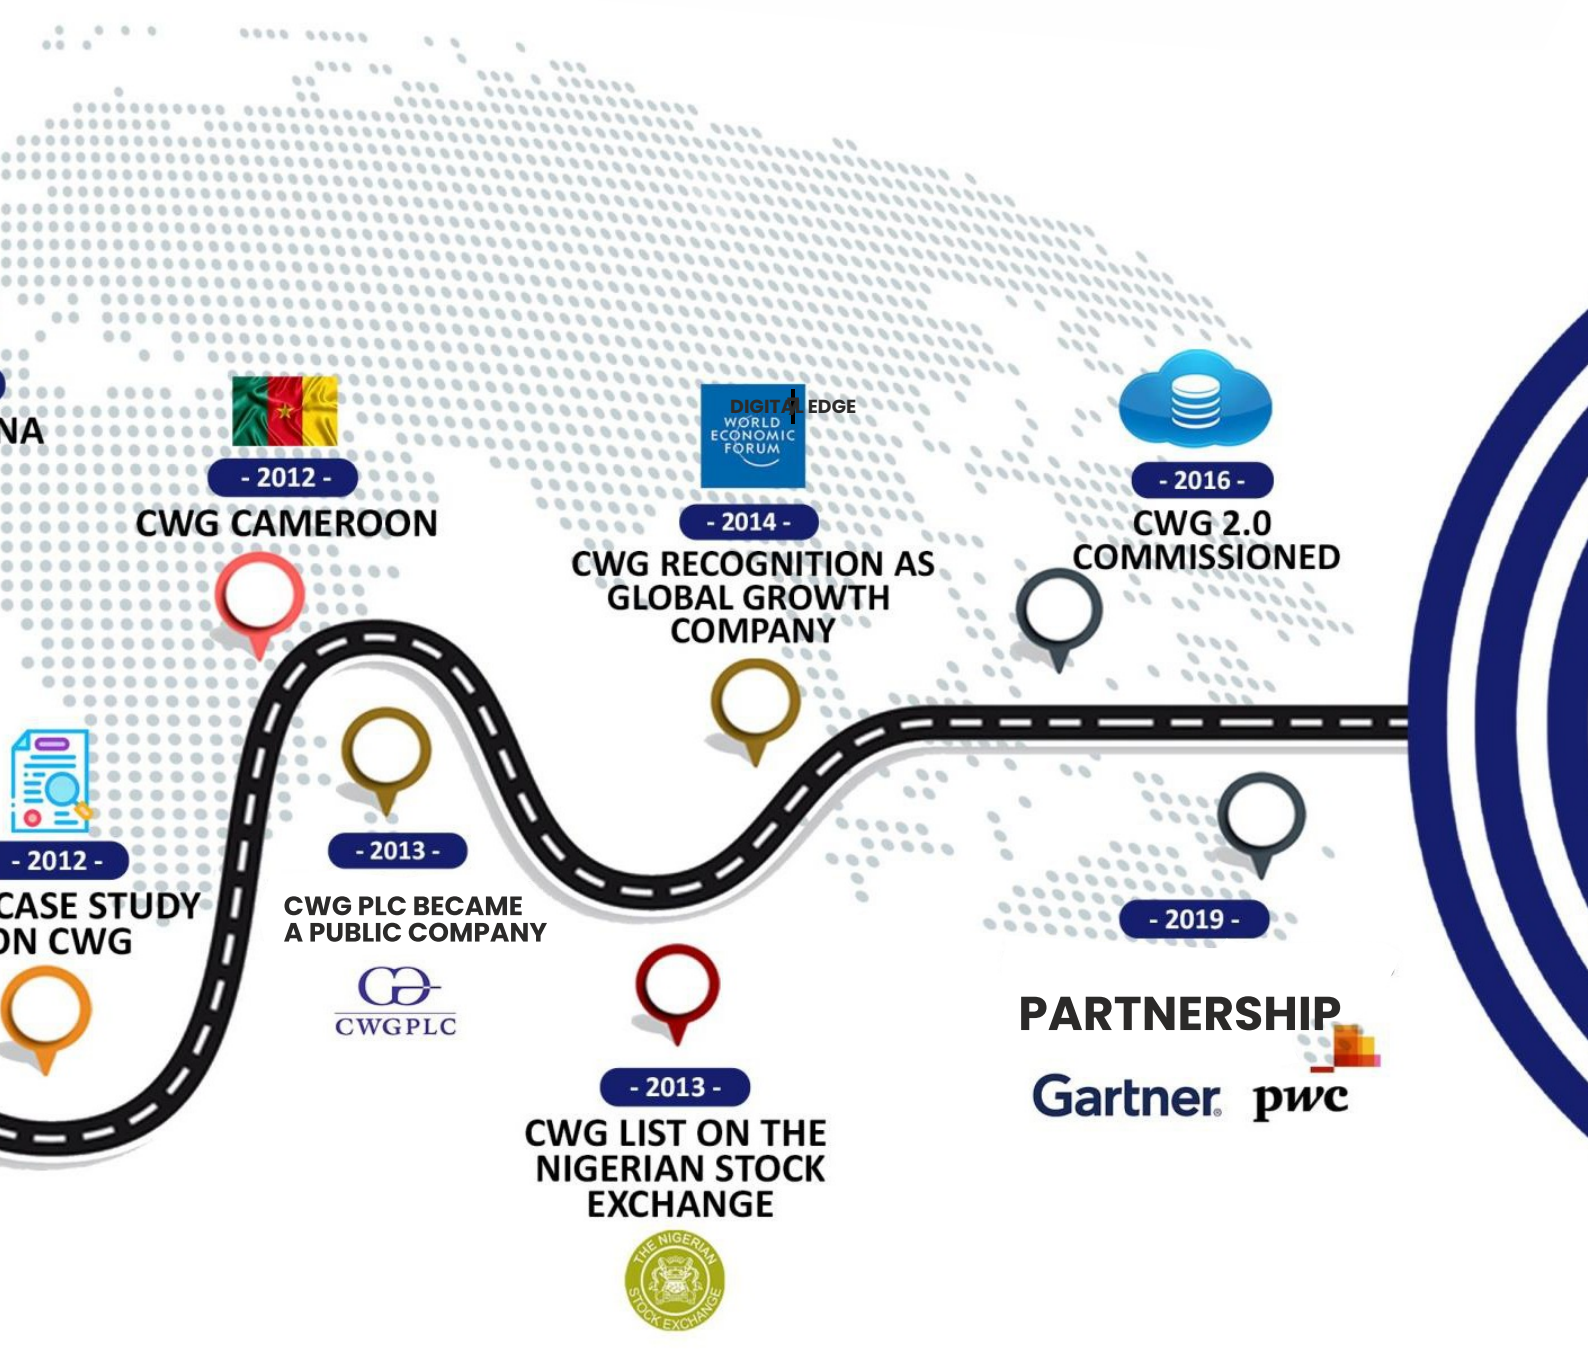 NA
- 2012 -
CWG CAMEROON
DIGITAL EDGE
WORLD
ECONOMIC
FORUM
- 2014 -
CWG RECOGNITION AS
GLOBAL GROWTH
COMPANY
- 2016 -
CWG 2.0
COMMISSIONED
- 2012 -
CASE STUDY
ON CWG
- 2013 -
CWG PLC BECAME
A PUBLIC COMPANY
CWGPLC
- 2013 -
CWG LIST ON THE
NIGERIAN STOCK
EXCHANGE
THE NIGERIAN
STOCK EXCHANGE
- 2019 -
PARTNERSHIP
Gartner®
pwc